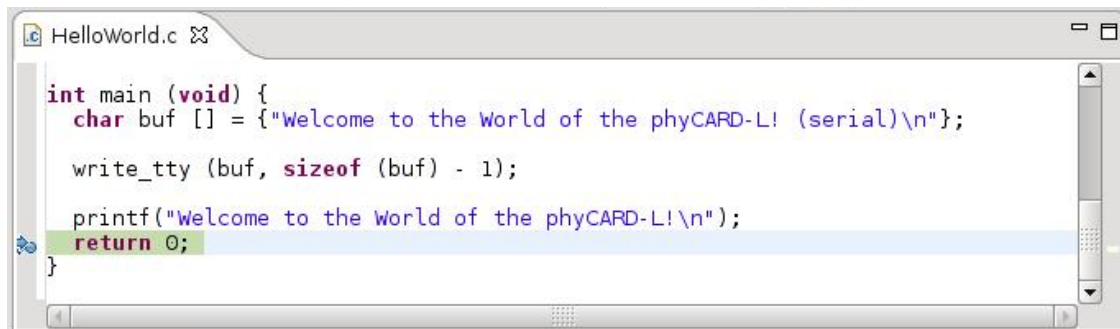 HelloWorld.c
int main (void) {
char buf [] = {"Welcome to the World of the phyCARD-L! (serial)\n"};
write_tty (buf, sizeof (buf) - 1);
printf("Welcome to the World of the phyCARD-L!\n");
return 0;
}